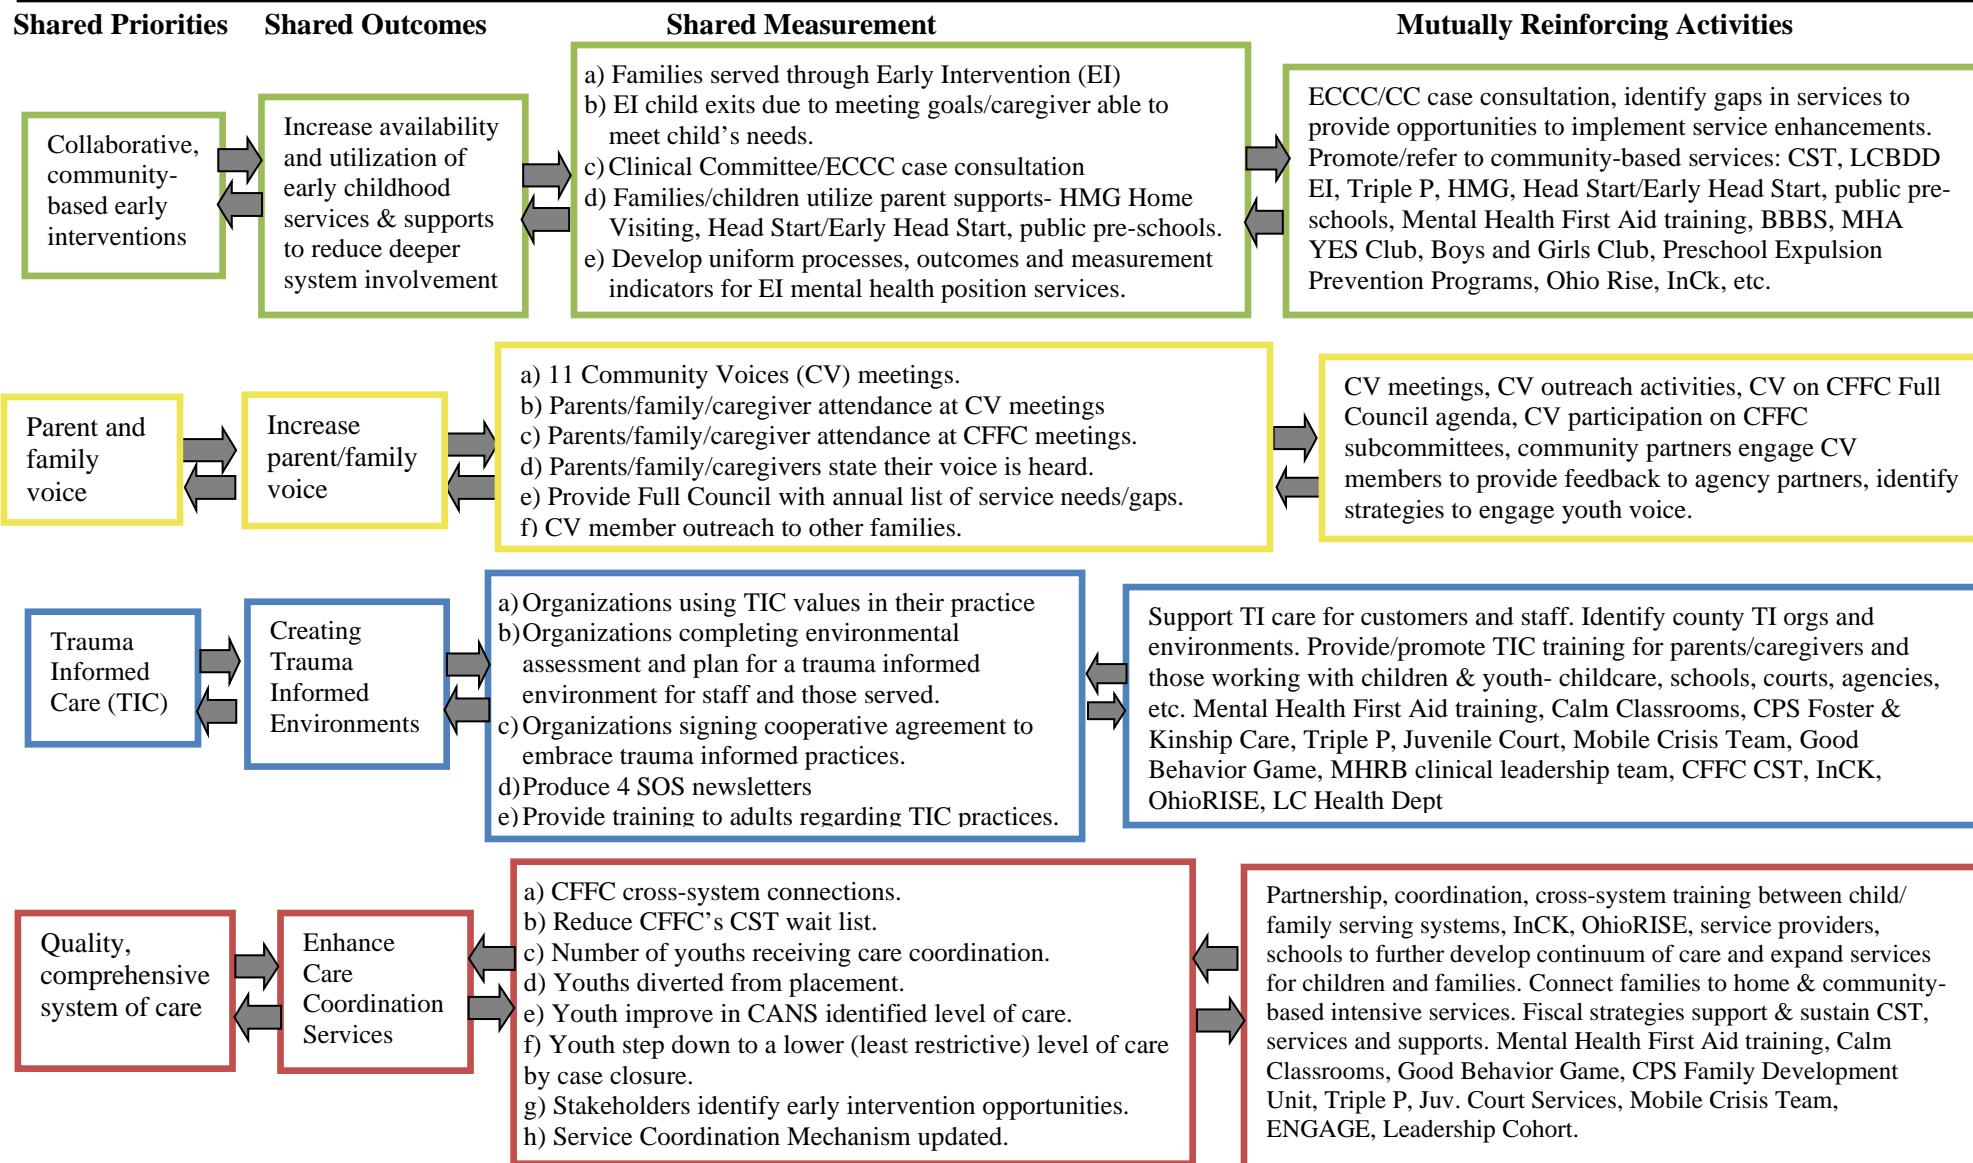 Shared Priorities
Shared Outcomes
Shared Measurement
Mutually Reinforcing Activities
Collaborative,
community-
based early
interventions
Increase availability
and utilization of
early childhood
services & supports
to reduce deeper
system involvement
a) Families served through Early Intervention (EI)
b) EI child exits due to meeting goals/caregiver able to
meet child's needs.
c) Clinical Committee/ECCC case consultation
d) Families/children utilize parent supports- HMG Home
Visiting, Head Start/Early Head Start, public pre-schools.
e) Develop uniform processes, outcomes and measurement
indicators for EI mental health position services.
ECCC/CC case consultation, identify gaps in services to
provide opportunities to implement service enhancements.
Promote/refer to community-based services: CST, LCBDD
EI, Triple P, HMG, Head Start/Early Head Start, public pre-
schools, Mental Health First Aid training, BBBS, MHA
YES Club, Boys and Girls Club, Preschool Expulsion
Prevention Programs, Ohio Rise, InCk, etc.
Parent and
family
voice
Increase
parent/family
voice
a) 11 Community Voices (CV) meetings.
b) Parents/family/caregiver attendance at CV meetings
c) Parents/family/caregiver attendance at CFFC meetings.
d) Parents/family/caregivers state their voice is heard.
e) Provide Full Council with annual list of service needs/gaps.
f) CV member outreach to other families.
CV meetings, CV outreach activities, CV on CFFC Full
Council agenda, CV participation on CFFC
subcommittees, community partners engage CV
members to provide feedback to agency partners, identify
strategies to engage youth voice.
Trauma
Informed
Care (TIC)
Creating
Trauma
Informed
Environments
a) Organizations using TIC values in their practice
b) Organizations completing environmental
assessment and plan for a trauma informed
environment for staff and those served.
c) Organizations signing cooperative agreement to
embrace trauma informed practices.
d) Produce 4 SOS newsletters
e) Provide training to adults regarding TIC practices.
Support TI care for customers and staff. Identify county TI orgs and
environments. Provide/promote TIC training for parents/caregivers and
those working with children & youth- childcare, schools, courts, agencies,
etc. Mental Health First Aid training, Calm Classrooms, CPS Foster &
Kinship Care, Triple P, Juvenile Court, Mobile Crisis Team, Good
Behavior Game, MHRB clinical leadership team, CFFC CST, InCK,
OhioRISE, LC Health Dept
Quality,
comprehensive
system of care
Enhance
Care
Coordination
Services
a) CFFC cross-system connections.
b) Reduce CFFC's CST wait list.
c) Number of youths receiving care coordination.
d) Youths diverted from placement.
e) Youth improve in CANS identified level of care.
f) Youth step down to a lower (least restrictive) level of care
by case closure.
g) Stakeholders identify early intervention opportunities.
h) Service Coordination Mechanism updated.
Partnership, coordination, cross-system training between child/
family serving systems, InCK, OhioRISE, service providers,
schools to further develop continuum of care and expand services
for children and families. Connect families to home & community-
based intensive services. Fiscal strategies support & sustain CST,
services and supports. Mental Health First Aid training, Calm
Classrooms, Good Behavior Game, CPS Family Development
Unit, Triple P, Juv. Court Services, Mobile Crisis Team,
ENGAGE, Leadership Cohort.